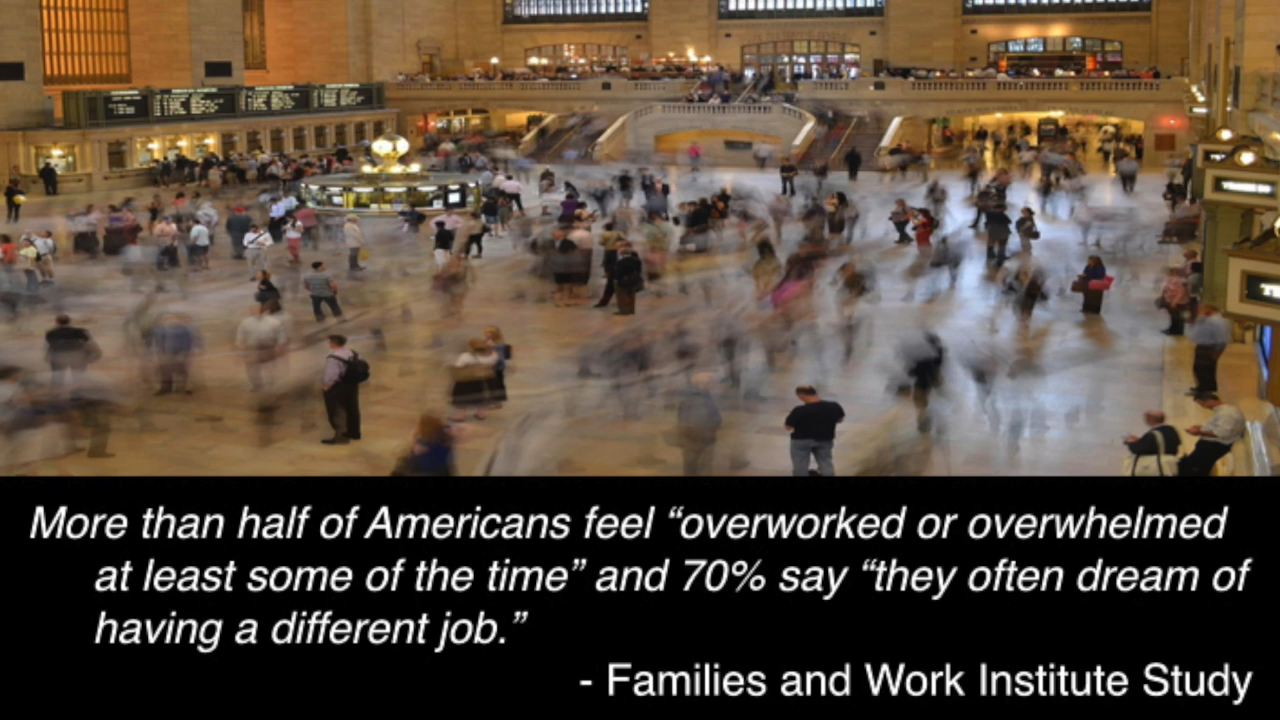 More than half of Americans feel “overworked or overwhelmed
at least some of the time” and 70% say “they often dream of
having a different job.”
- Families and Work Institute Study